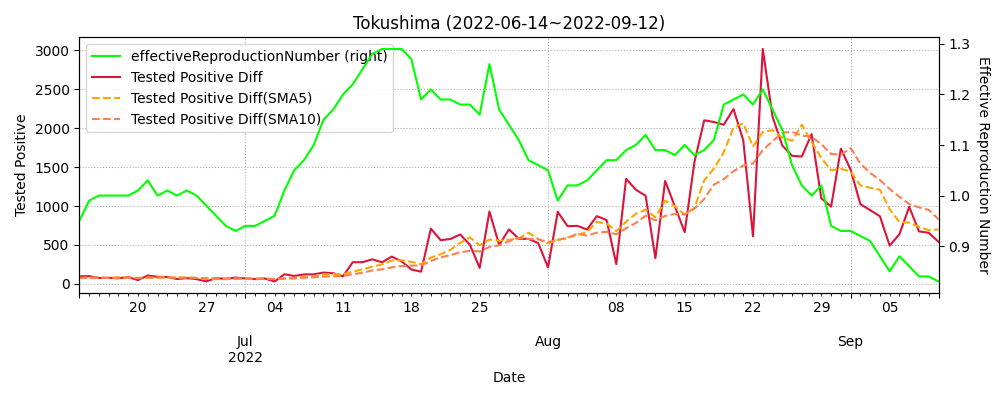 Tokushima (2022-06-14~2022-09-12)
effectiveReproductionNumber (right)
Tested Positive Diff
Tested Positive Diff(SMA5)
Tested Positive Diff(SMA10)
Tested Positive
3000
2500
2000
1500
1000
500
0
1.3
1.2
1.1
1.0
0.9
Effective Reproduction Number
20 27 04 11 18 25 08 15 22 29 05
Jul Aug Sep
2022
Date